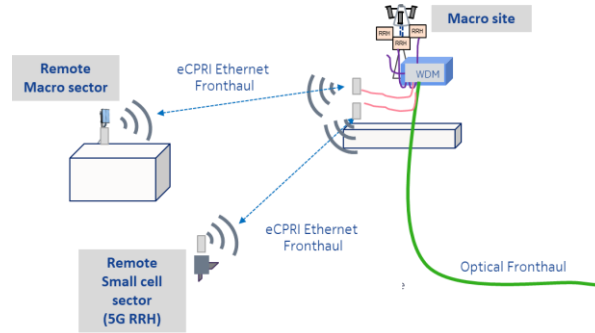 Macro site
RRH
RRH
RRH
WDM
eCPRI Ethernet
Fronthaul
Remote
Macro sector
eCPRI Ethernet
Fronthaul
Remote
Small cell
sector
(5G RRH)
Optical Fronthaul